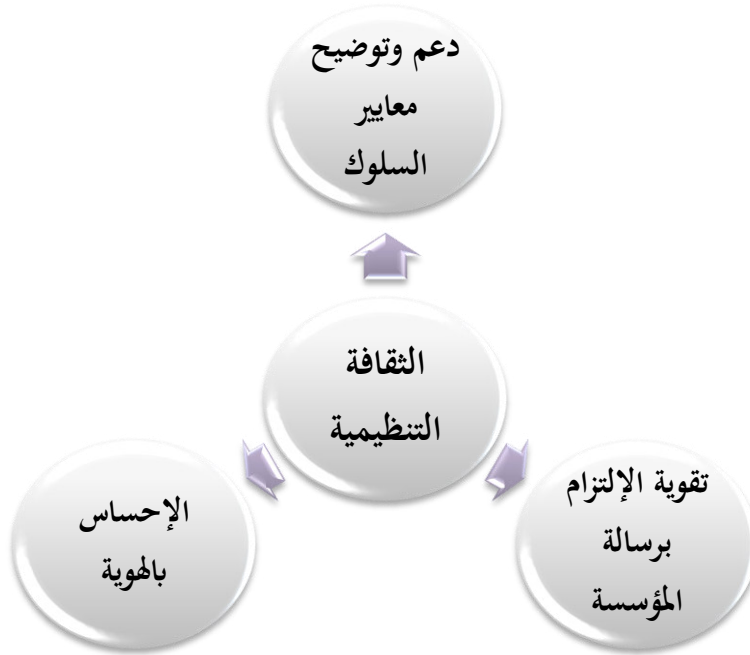 دعم وتوضيح
معايير
السلوك
الثقافة
التنظيمية
تقوية الإلتزام
برسالة
المؤسسة
الإحساس
بالهوية